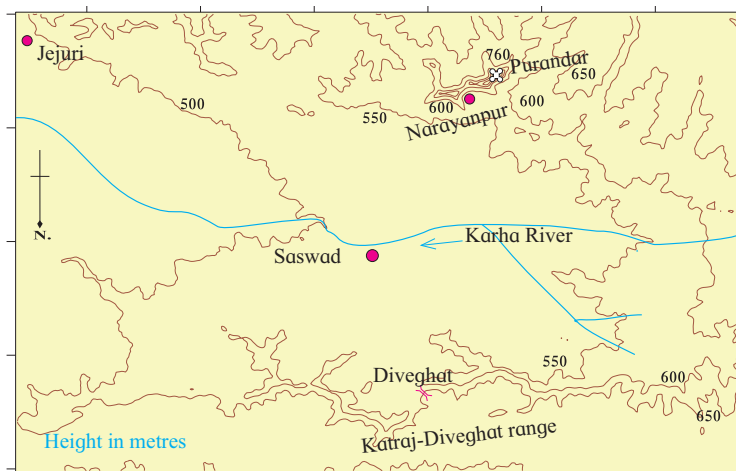 760
Purandar
650
Jejuri
500
600
600
550
Narayanpur
N.
Karha River
Saswad
550
Diveghat
600
650
Katraj-Diveghat range
Height in metres